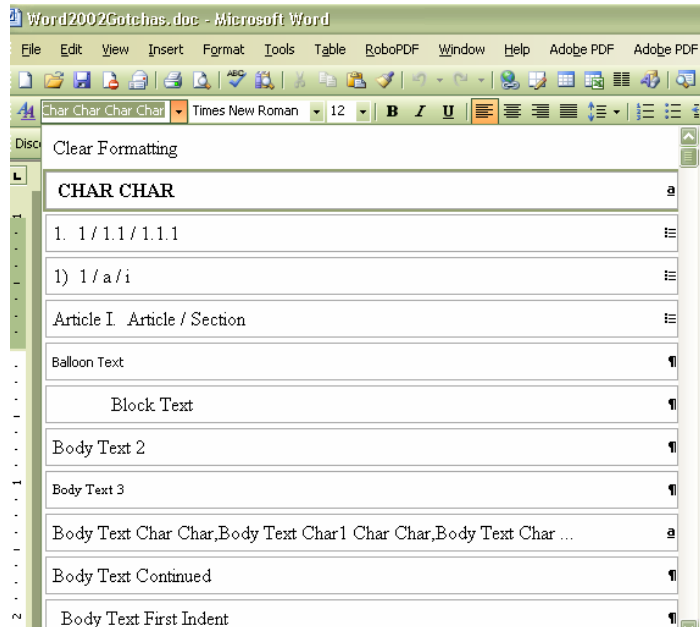 Word2002Gotchas.doc - Microsoft Word
File Edit View Insert Format Tools Table RoboPDF Window Help Adobe PDF Adobe PDF
Char Char Char Char Times New Roman 12 B I U
Clear Formatting
CHAR CHAR a
1. 1 / 1.1 / 1.1.1
1) 1 / a / i
Article I. Article / Section
Balloon Text ¶
Block Text ¶
Body Text 2 ¶
Body Text 3 ¶
Body Text Char Char,Body Text Char1 Char Char,Body Text Char ... a
Body Text Continued ¶
Body Text First Indent ¶